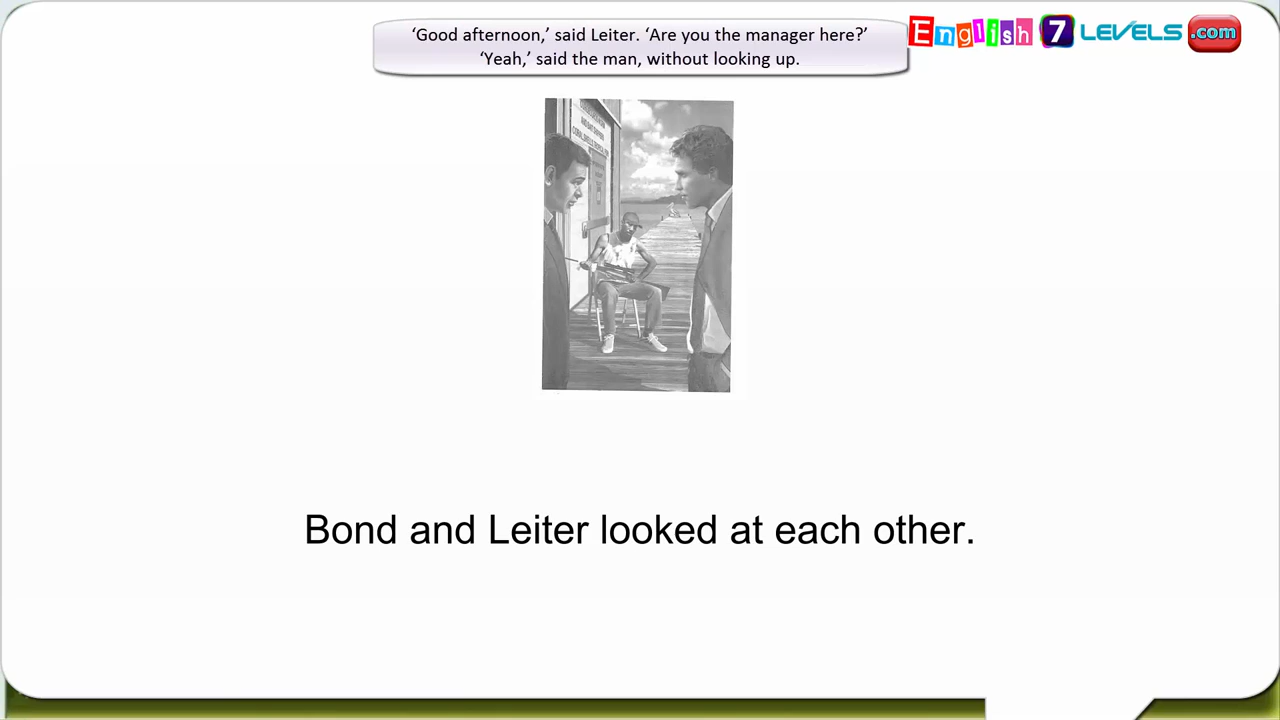 ‘Good afternoon,’ said Leiter. ‘Are you the manager here?’
‘Yeah,’ said the man, without looking up.
English 7 LEVELS .com
Bond and Leiter looked at each other.